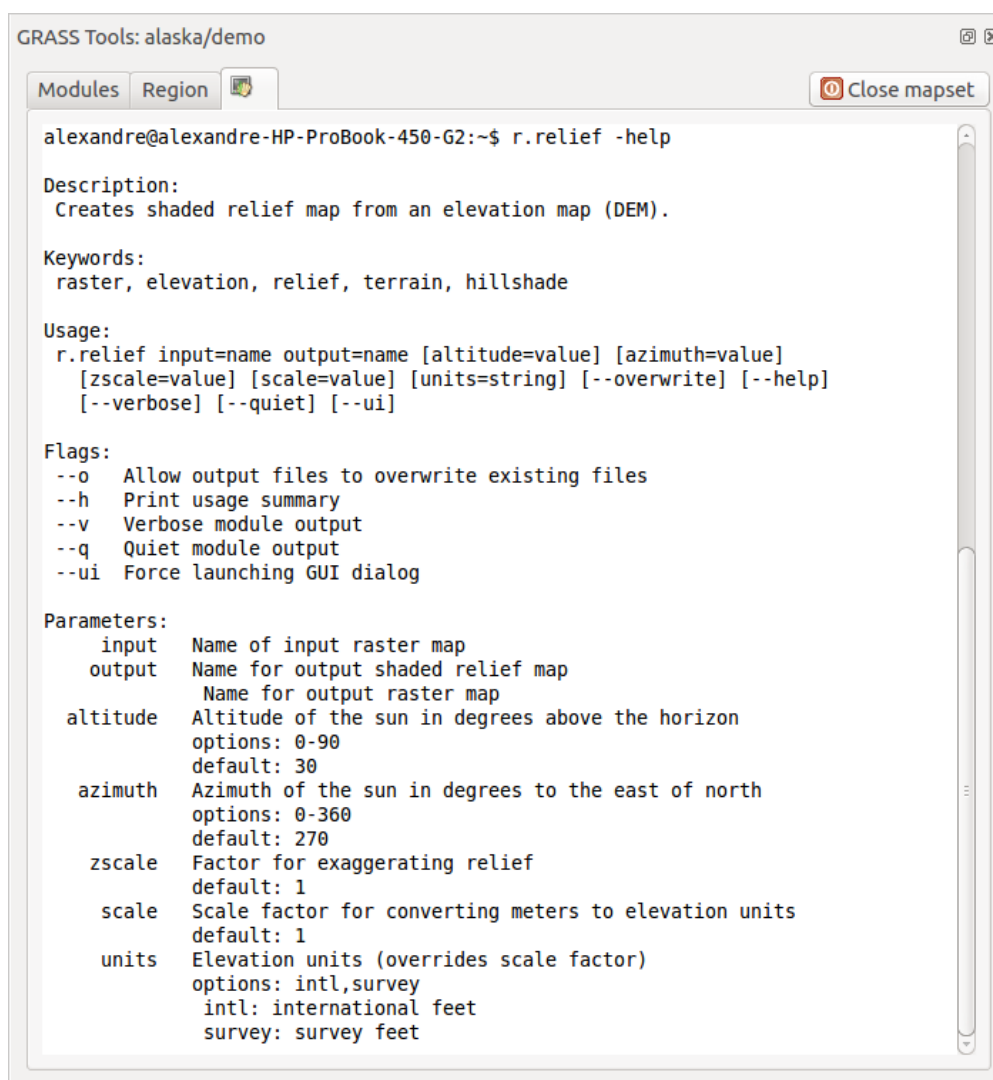 GRASS Tools: alaska/demo
Modules Region Close mapset
alexandre@alexandre-HP-ProBook-450-G2:~$ r.relief -help
Description:
 Creates shaded relief map from an elevation map (DEM).
Keywords:
 raster, elevation, relief, terrain, hillshade
Usage:
 r.relief input=name output=name [altitude=value] [azimuth=value]
   [zscale=value] [scale=value] [units=string] [--overwrite] [--help]
   [--verbose] [--quiet] [--ui]
Flags:
 --o   Allow output files to overwrite existing files
 --h   Print usage summary
 --v   Verbose module output
 --q   Quiet module output
 --ui  Force launching GUI dialog
Parameters:
     input   Name of input raster map
    output   Name for output shaded relief map
              Name for output raster map
  altitude   Altitude of the sun in degrees above the horizon
             options: 0-90
             default: 30
   azimuth   Azimuth of the sun in degrees to the east of north
             options: 0-360
             default: 270
    zscale   Factor for exaggerating relief
             default: 1
     scale   Scale factor for converting meters to elevation units
             default: 1
     units   Elevation units (overrides scale factor)
             options: intl,survey
              intl: international feet
              survey: survey feet